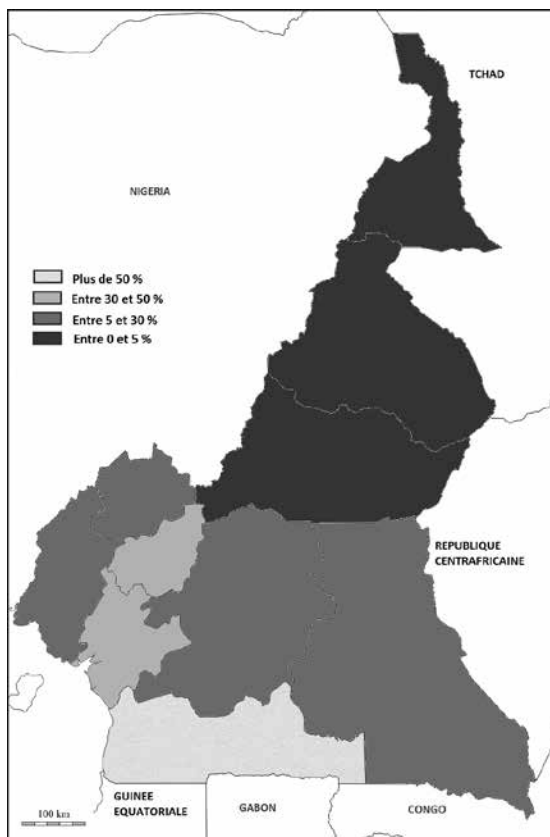 TCHAD
NIGERIA
Plus de 50 %
Entre 30 et 50 %
Entre 5 et 30 %
Entre 0 et 5 %
REPUBLIQUE
CENTRAFRICAINE
100 km
GUINEE
EQUATORIALE
GABON
CONGO